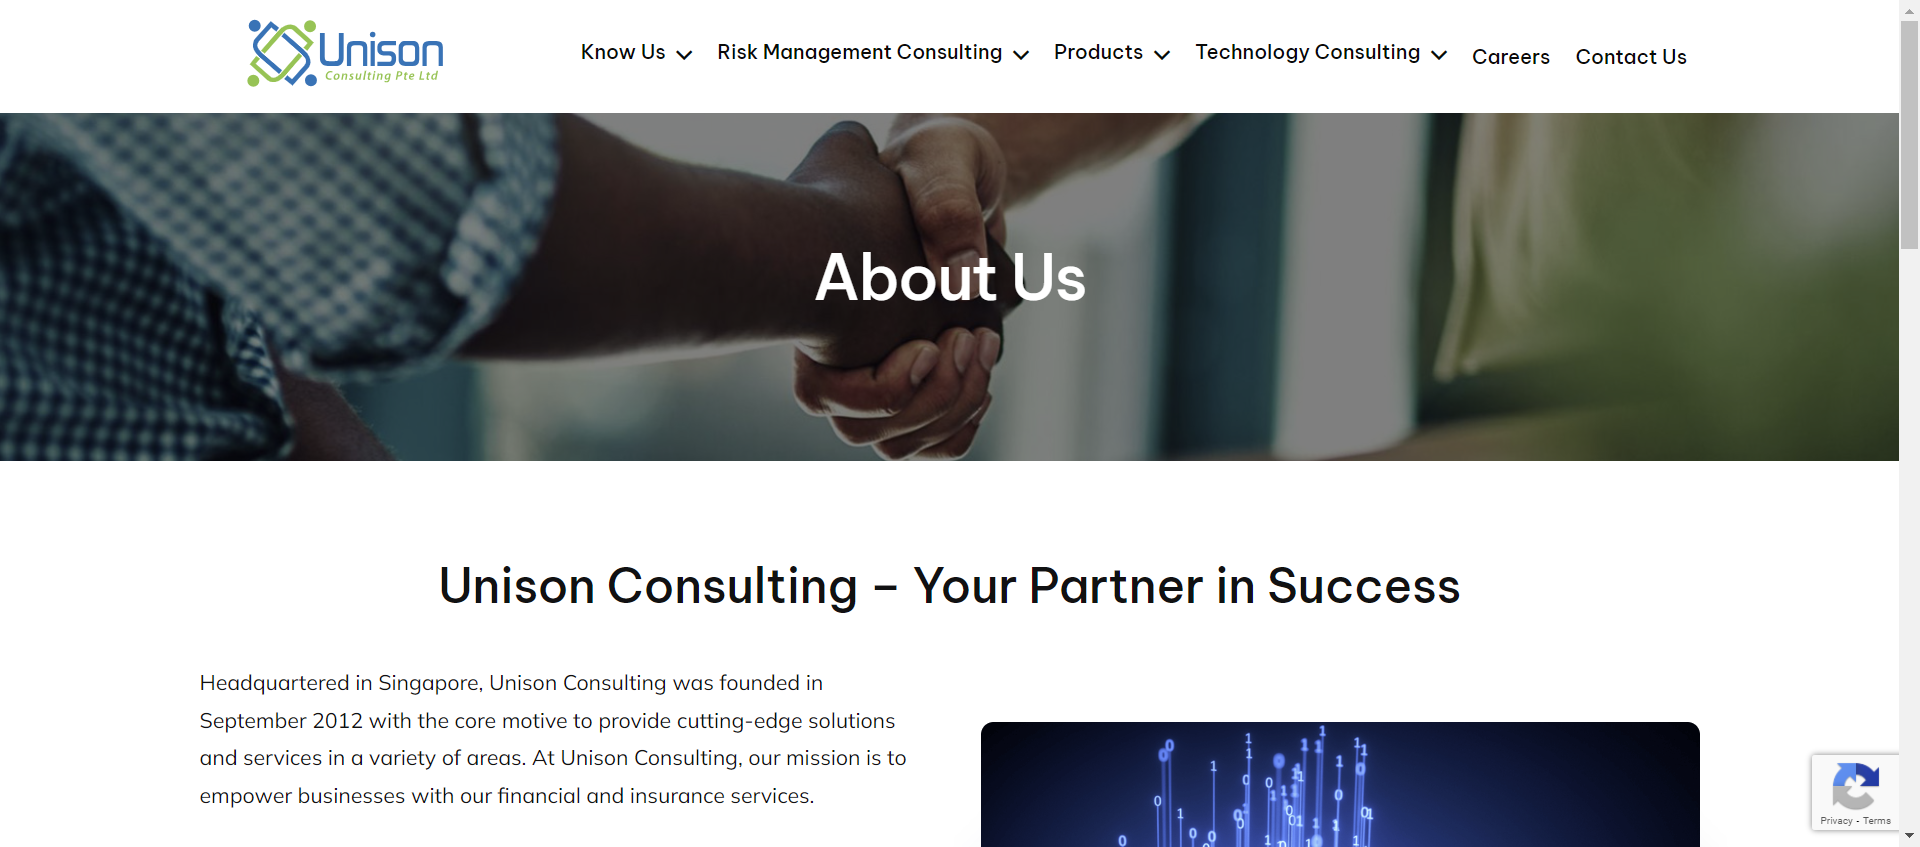 Unison
Consulting Pte Ltd
Know Us
Risk Management Consulting
Products
Technology Consulting
Careers
Contact Us
About Us
Unison Consulting – Your Partner in Success
Headquartered in Singapore, Unison Consulting was founded in
September 2012 with the core motive to provide cutting-edge solutions
and services in a variety of areas. At Unison Consulting, our mission is to
empower businesses with our financial and insurance services.
Privacy - Terms